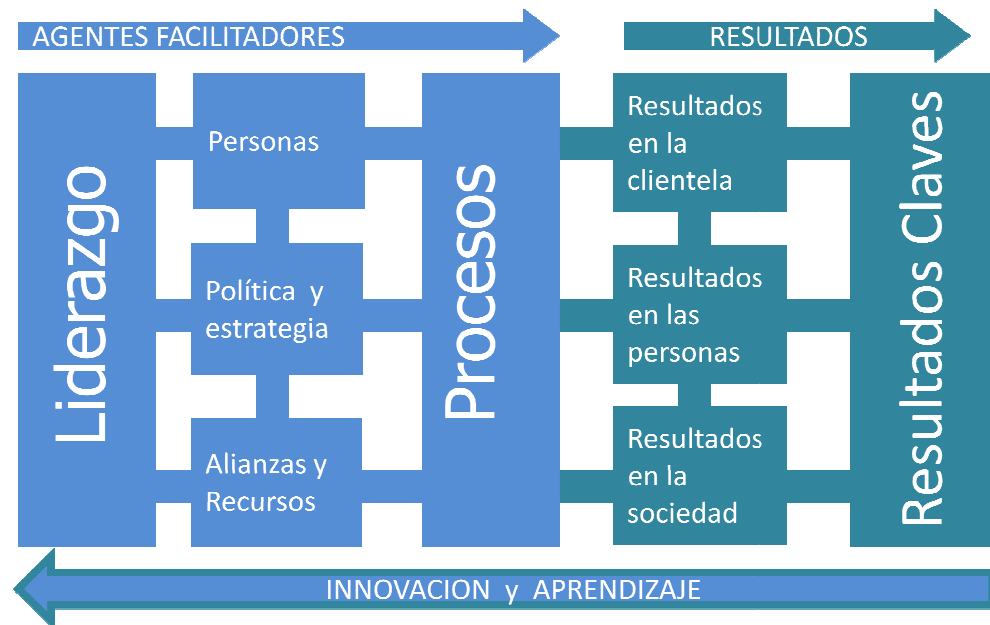 AGENTES FACILITADORES
RESULTADOS
Liderazgo
Personas
Política y
estrategia
Alianzas y
Recursos
Procesos
Resultados
en la
clientela
Resultados
en las
personas
Resultados
en la
sociedad
Resultados Claves
INNOVACION y APRENDIZAJE